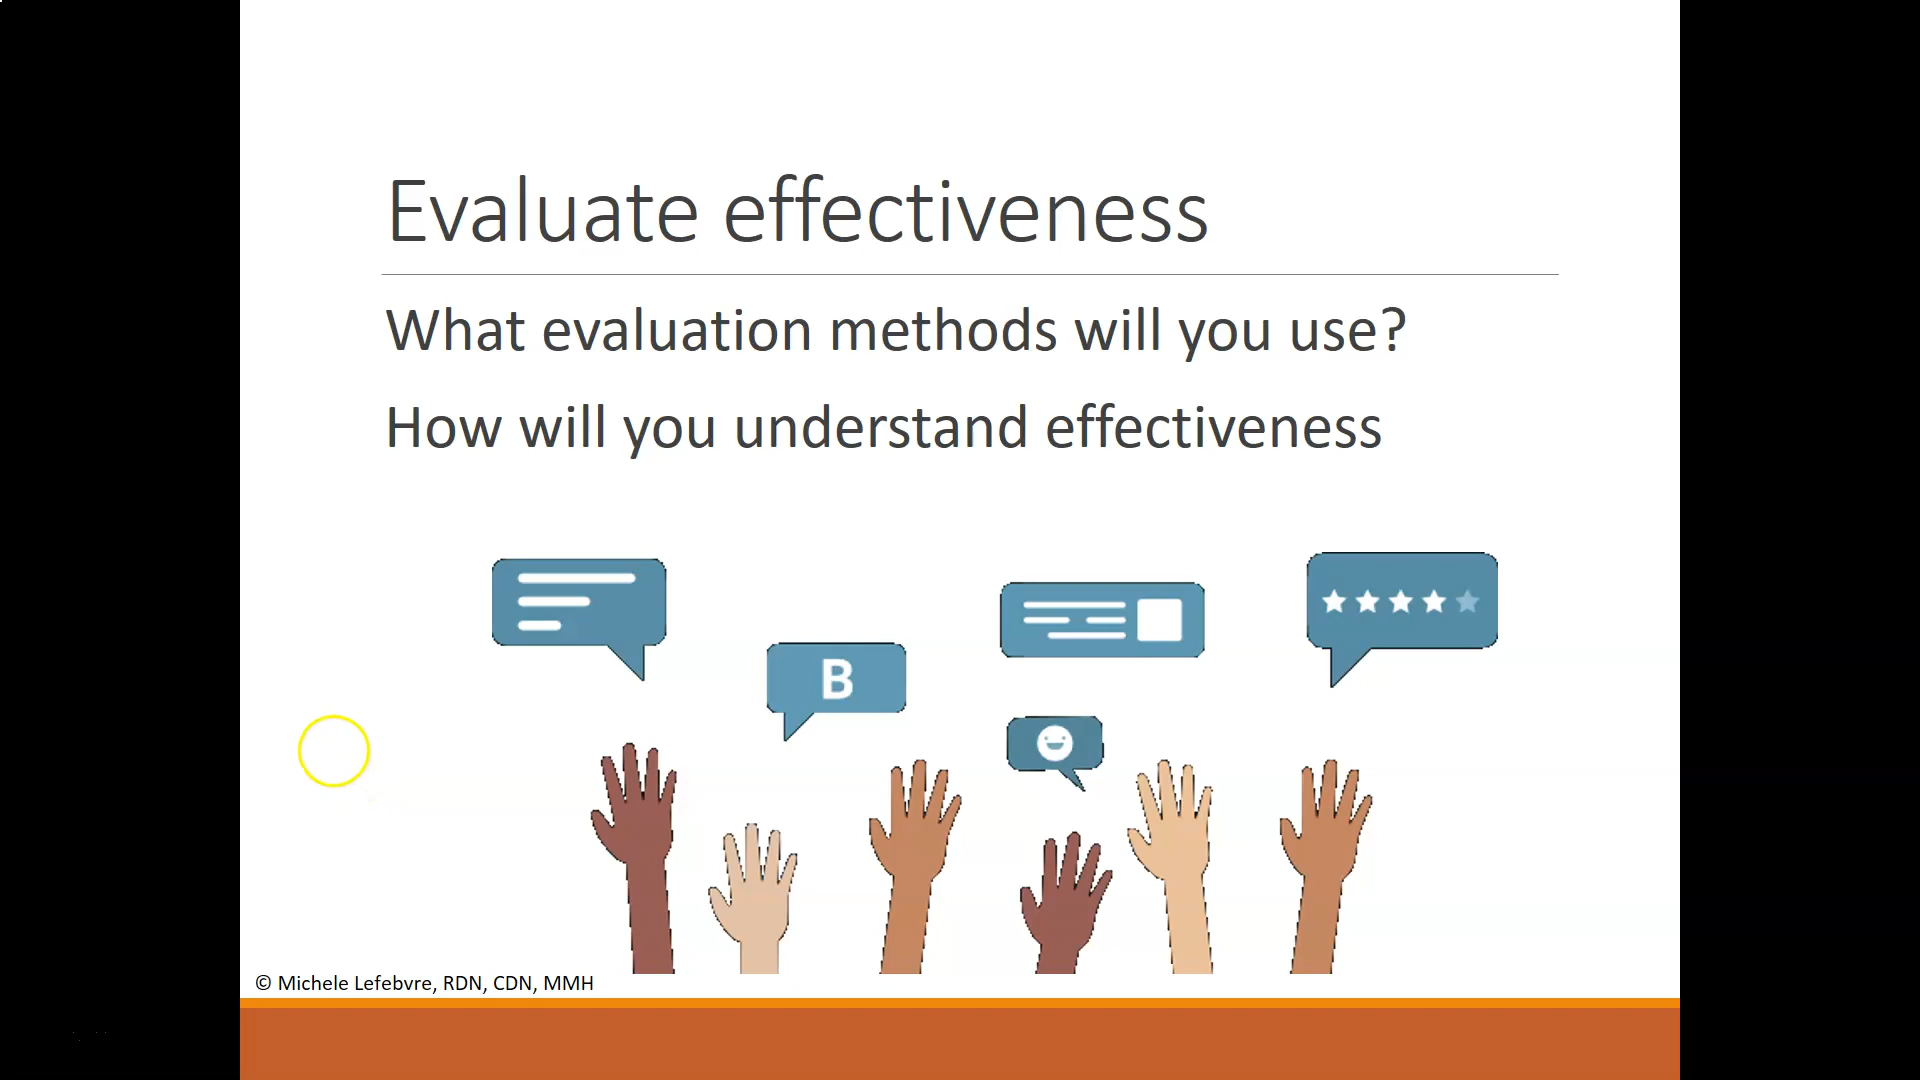 Evaluate effectiveness
What evaluation methods will you use?
How will you understand effectiveness
B
© Michele Lefebvre, RDN, CDN, MMH